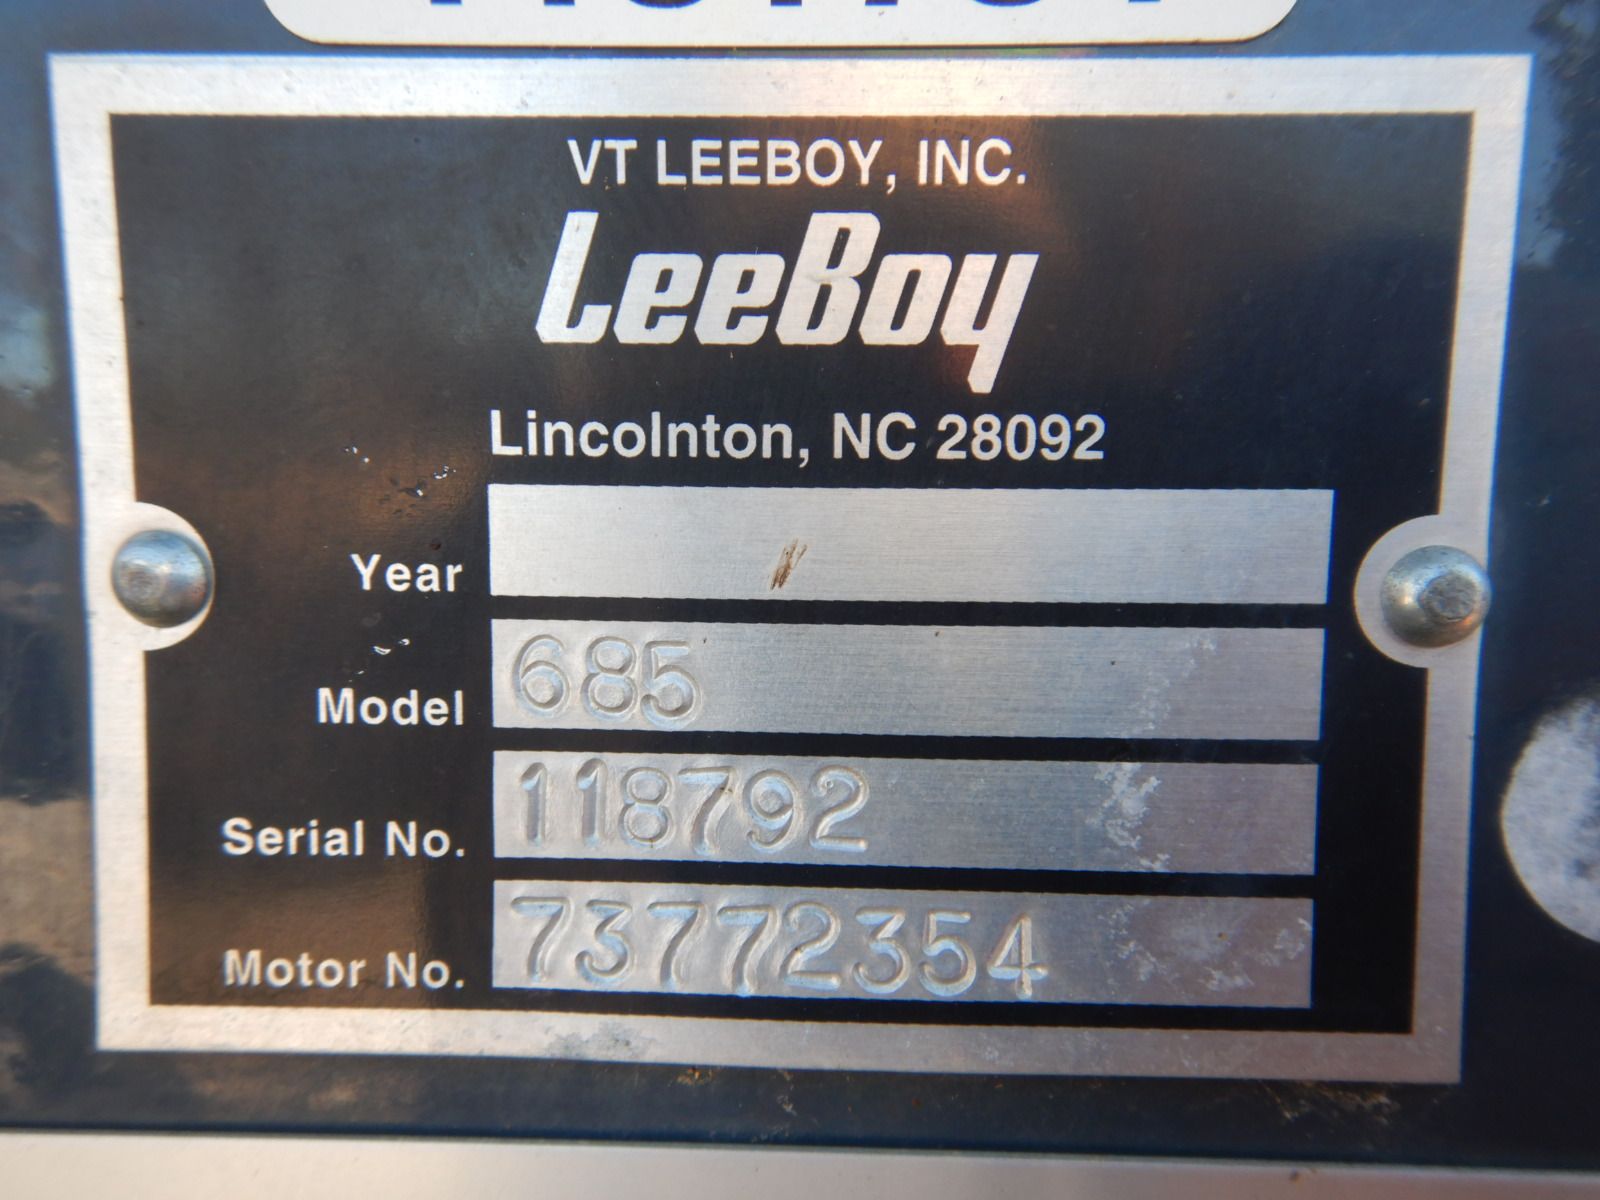 VT LEEBOY, INC.
LeeBoy
Lincolnton, NC 28092
Year
Model 685
Serial No. 118792
Motor No. 73772354